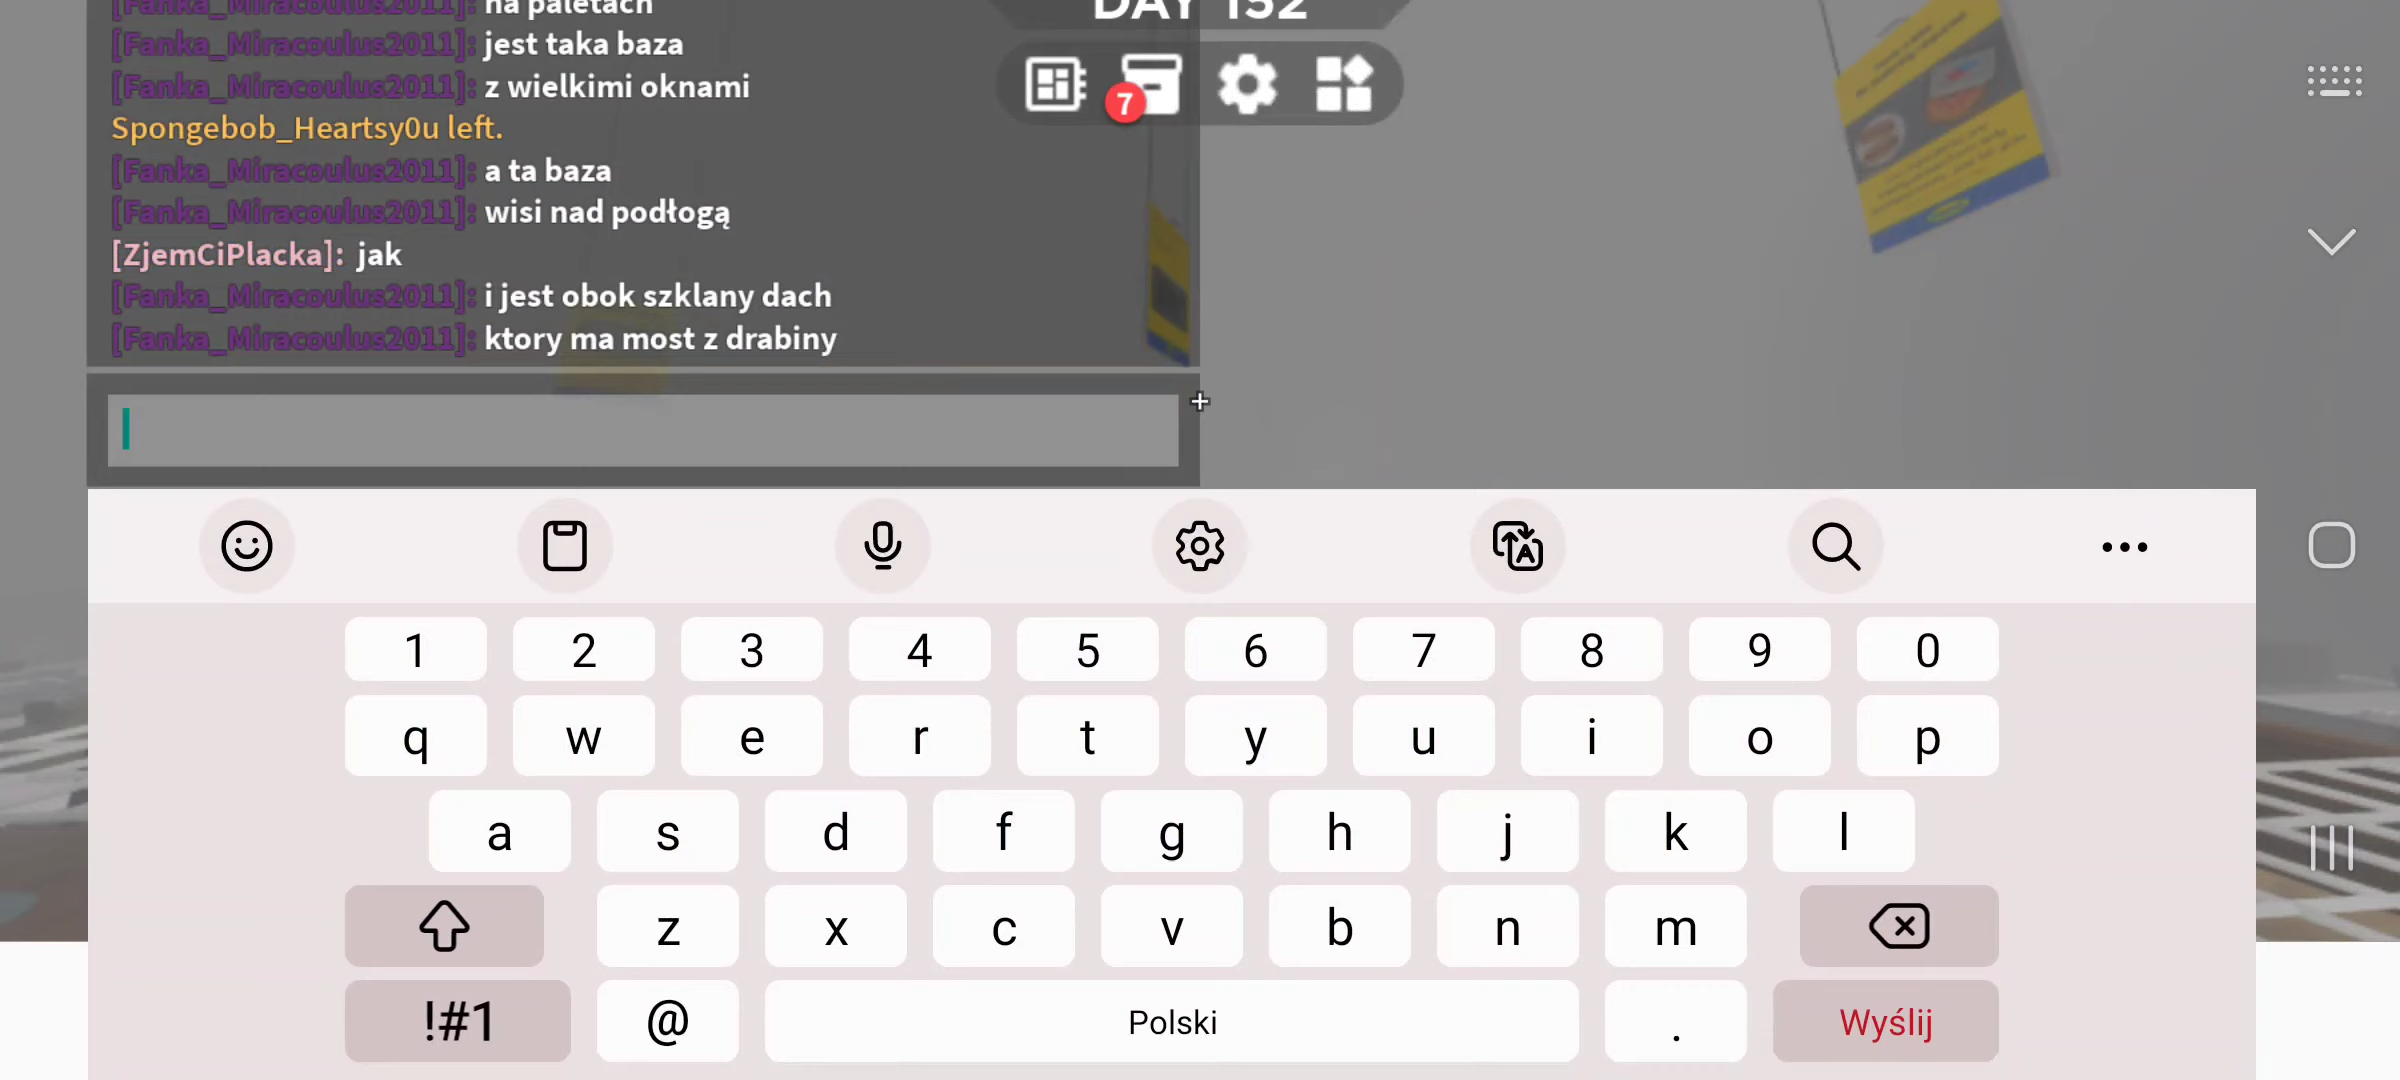 [Fanka_Miracoulus2011]: na paletach
DAY 152
[Fanka_Miracoulus2011]: jest taka baza
[Fanka_Miracoulus2011]: z wielkimi oknami
7
Spongebob_Heartsy0u left.
[Fanka_Miracoulus2011]: a ta baza
[Fanka_Miracoulus2011]: wisi nad podłogą
[ZjemCiPlacka]: jak
[Fanka_Miracoulus2011]: i jest obok szklany dach
[Fanka_Miracoulus2011]: ktory ma most z drabiny
1 2 3 4 5 6 7 8 9 0
q w e r t y u i o p
a s d f g h j k l
z x c v b n m
!#1 @ Polski . Wyślij